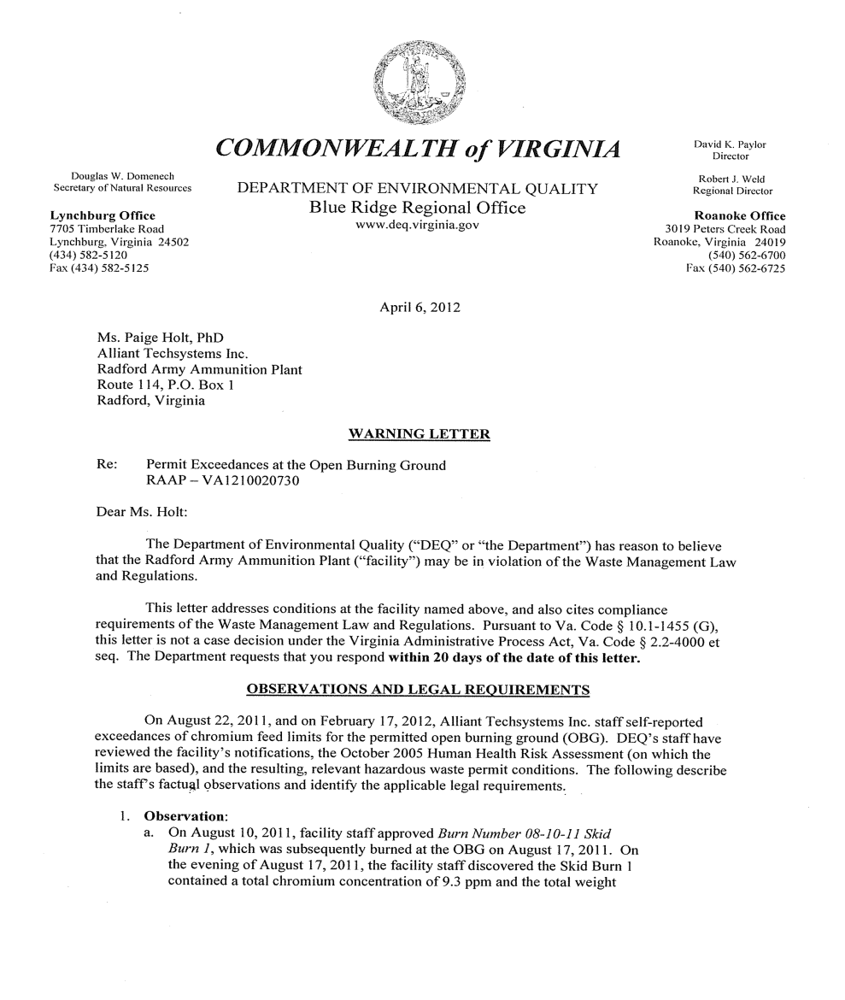 VIRGINIA
COMMONWEALTH of VIRGINIA
DEPARTMENT OF ENVIRONMENTAL QUALITY
Blue Ridge Regional Office
www.deq.virginia.gov
Douglas W. Domenech
Secretary of Natural Resources
Lynchburg Office
7705 Timberlake Road
Lynchburg, Virginia 24502
(434) 582-5120
Fax (434) 582-5125
David K. Paylor
Director
Robert J. Weld
Regional Director
Roanoke Office
3019 Peters Creek Road
Roanoke, Virginia 24019
(540) 562-6700
Fax (540) 562-6725
April 6, 2012
Ms. Paige Holt, PhD
Alliant Techsystems Inc.
Radford Army Ammunition Plant
Route 114, P.O. Box 1
Radford, Virginia
WARNING LETTER
Re: Permit Exceedances at the Open Burning Ground
RAAP – VA1210020730
Dear Ms. Holt:
The Department of Environmental Quality (“DEQ” or “the Department”) has reason to believe
that the Radford Army Ammunition Plant (“facility”) may be in violation of the Waste Management Law
and Regulations.
This letter addresses conditions at the facility named above, and also cites compliance
requirements of the Waste Management Law and Regulations. Pursuant to Va. Code § 10.1-1455 (G),
this letter is not a case decision under the Virginia Administrative Process Act, Va. Code § 2.2-4000 et
seq. The Department requests that you respond within 20 days of the date of this letter.
OBSERVATIONS AND LEGAL REQUIREMENTS
On August 22, 2011, and on February 17, 2012, Alliant Techsystems Inc. staff self-reported
exceedances of chromium feed limits for the permitted open burning ground (OBG). DEQ’s staff have
reviewed the facility’s notifications, the October 2005 Human Health Risk Assessment (on which the
limits are based), and the resulting, relevant hazardous waste permit conditions. The following describe
the staff’s factual observations and identify the applicable legal requirements.
1. Observation:
a. On August 10, 2011, facility staff approved Burn Number 08-10-11 Skid
Burn 1, which was subsequently burned at the OBG on August 17, 2011. On
the evening of August 17, 2011, the facility staff discovered the Skid Burn 1
contained a total chromium concentration of 9.3 ppm and the total weight